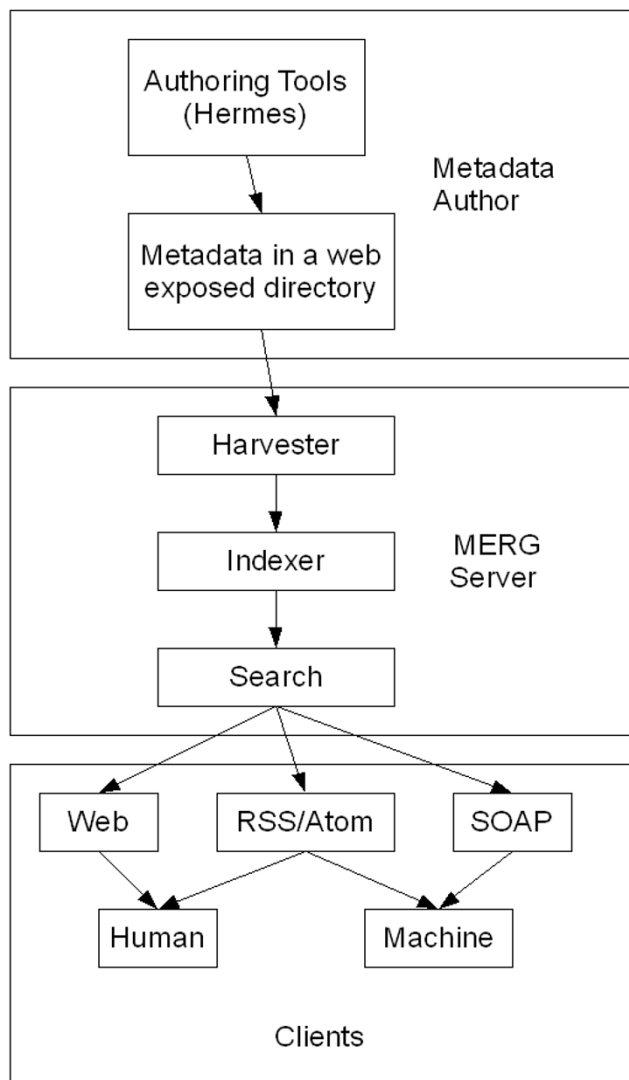 Authoring Tools
(Hermes)
Metadata
Author
Metadata in a web
exposed directory
Harvester
Indexer
MERG
Server
Search
Web
RSS/Atom
SOAP
Human
Machine
Clients